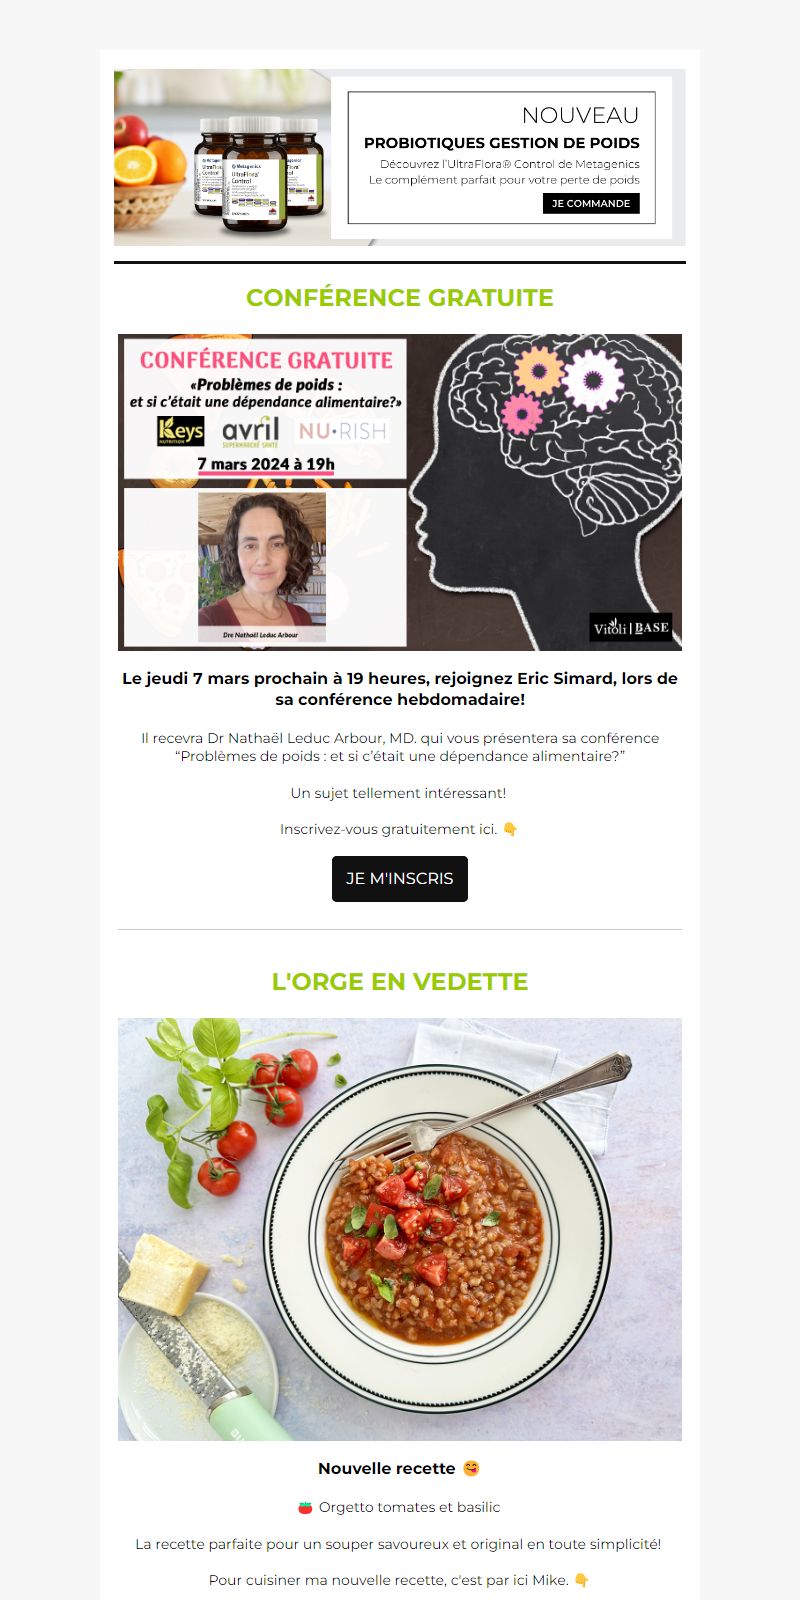 NOUVEAU
PROBIOTIQUES GESTION DE POIDS
Découvrez l'UltraFlora® Control de Metagenics
Le complément parfait pour votre perte de poids
JE COMMANDE
Metagenics
UltraFlora
Control
CONFÉRENCE GRATUITE
CONFÉRENCE GRATUITE
«Problèmes de poids :
et si c'était une dépendance alimentaire?»
Keys
NUTRITION
avril
SUPERMARCHÉ SANTÉ
NU·RISH
7 mars 2024 à 19h
Dre Nathaël Leduc Arbour
Vitoli | BASE
Le jeudi 7 mars prochain à 19 heures, rejoignez Eric Simard, lors de
sa conférence hebdomadaire!
Il recevra Dr Nathaël Leduc Arbour, MD. qui vous présentera sa conférence
“Problèmes de poids : et si c’était une dépendance alimentaire?”
Un sujet tellement intéressant!
Inscrivez-vous gratuitement ici. 👇
JE M'INSCRIS
L'ORGE EN VEDETTE
Nouvelle recette 😋
🍅 Orgetto tomates et basilic
La recette parfaite pour un souper savoureux et original en toute simplicité!
Pour cuisiner ma nouvelle recette, c'est par ici Mike. 👇